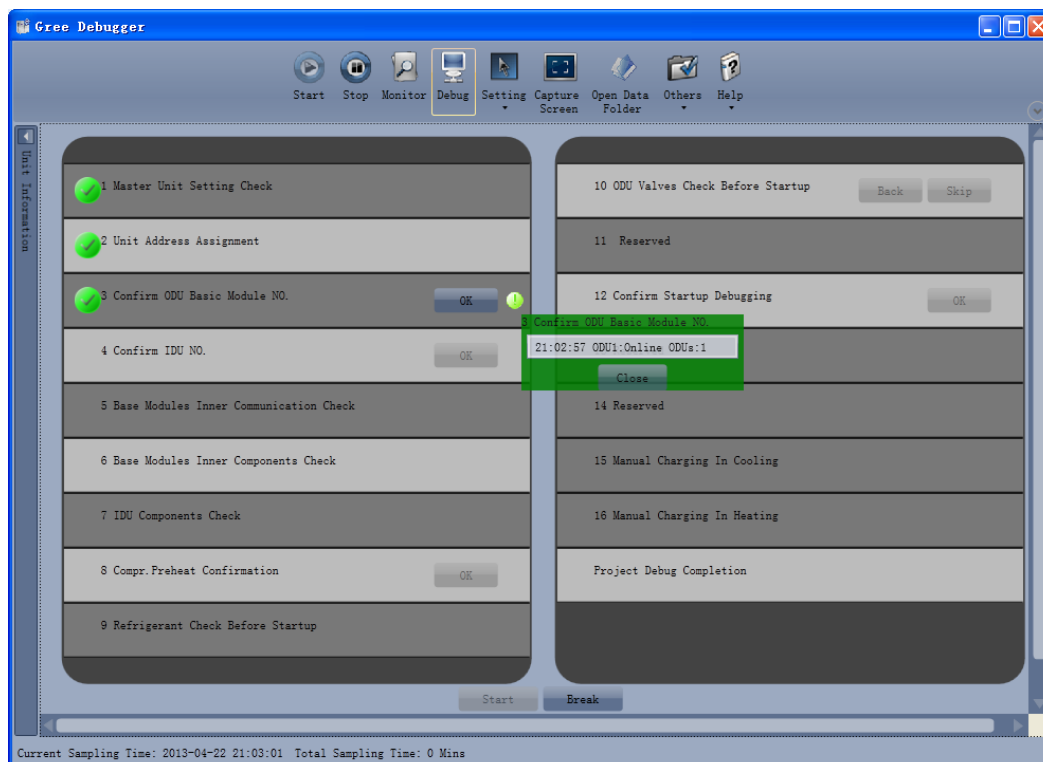 Gree Debugger
Start Stop Monitor Debug Setting Capture Screen Open Data Folder Others Help
Unit Information
1 Master Unit Setting Check
2 Unit Address Assignment
3 Confirm ODU Basic Module NO. OK
4 Confirm IDU NO. OK
5 Base Modules Inner Communication Check
6 Base Modules Inner Components Check
7 IDU Components Check
8 Compr.Preheat Confirmation OK
9 Refrigerant Check Before Startup
10 ODU Valves Check Before Startup Back Skip
11 Reserved
12 Confirm Startup Debugging OK
3 Confirm ODU Basic Module NO.
21:02:57 ODU1:Online ODUs:1
Close
14 Reserved
15 Manual Charging In Cooling
16 Manual Charging In Heating
Project Debug Completion
Start Break
Current Sampling Time: 2013-04-22 21:03:01 Total Sampling Time: 0 Mins